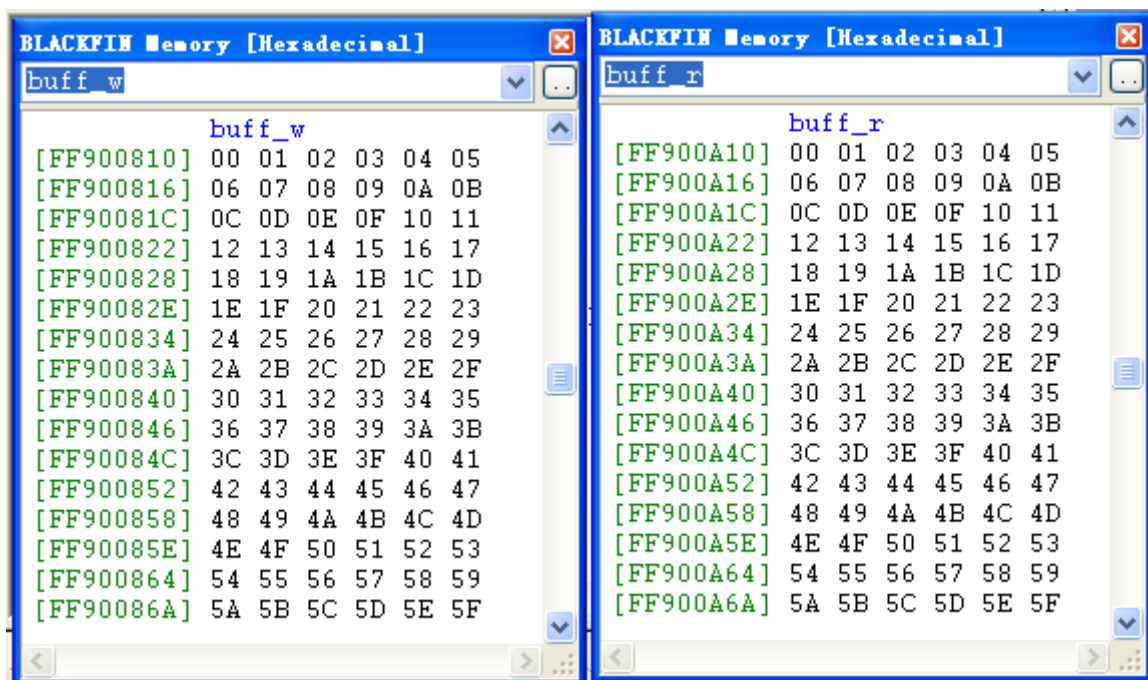 BLACKFIN Memory [Hexadecimal]
buff_w
..
buff_w
[FF900810] 00 01 02 03 04 05
[FF900816] 06 07 08 09 0A 0B
[FF90081C] 0C 0D 0E 0F 10 11
[FF900822] 12 13 14 15 16 17
[FF900828] 18 19 1A 1B 1C 1D
[FF90082E] 1E 1F 20 21 22 23
[FF900834] 24 25 26 27 28 29
[FF90083A] 2A 2B 2C 2D 2E 2F
[FF900840] 30 31 32 33 34 35
[FF900846] 36 37 38 39 3A 3B
[FF90084C] 3C 3D 3E 3F 40 41
[FF900852] 42 43 44 45 46 47
[FF900858] 48 49 4A 4B 4C 4D
[FF90085E] 4E 4F 50 51 52 53
[FF900864] 54 55 56 57 58 59
[FF90086A] 5A 5B 5C 5D 5E 5F
BLACKFIN Memory [Hexadecimal]
buff_r
..
buff_r
[FF900A10] 00 01 02 03 04 05
[FF900A16] 06 07 08 09 0A 0B
[FF900A1C] 0C 0D 0E 0F 10 11
[FF900A22] 12 13 14 15 16 17
[FF900A28] 18 19 1A 1B 1C 1D
[FF900A2E] 1E 1F 20 21 22 23
[FF900A34] 24 25 26 27 28 29
[FF900A3A] 2A 2B 2C 2D 2E 2F
[FF900A40] 30 31 32 33 34 35
[FF900A46] 36 37 38 39 3A 3B
[FF900A4C] 3C 3D 3E 3F 40 41
[FF900A52] 42 43 44 45 46 47
[FF900A58] 48 49 4A 4B 4C 4D
[FF900A5E] 4E 4F 50 51 52 53
[FF900A64] 54 55 56 57 58 59
[FF900A6A] 5A 5B 5C 5D 5E 5F